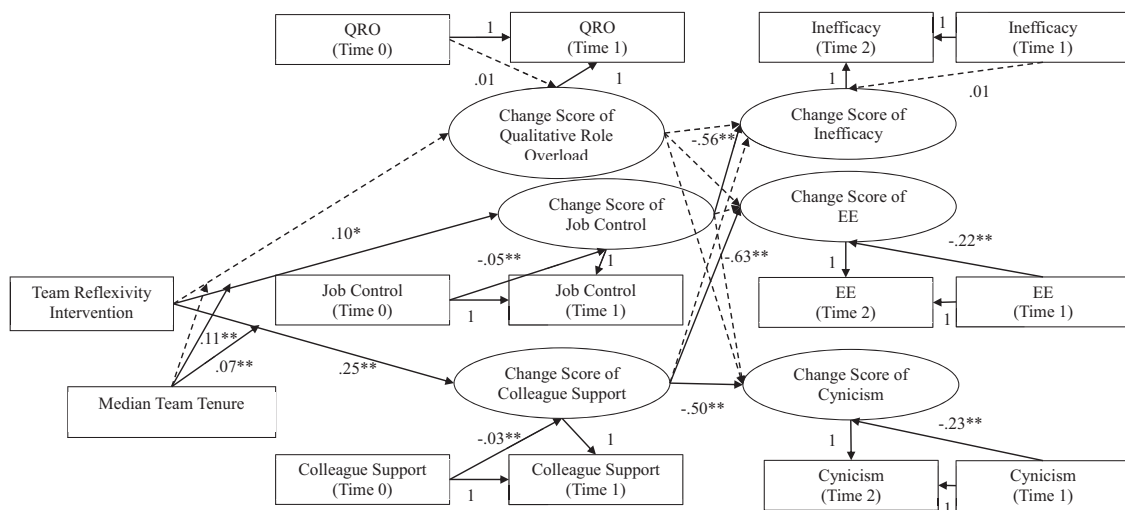 QRO
(Time 0)
1
QRO
(Time 1)
Inefficacy
(Time 2)
1
Inefficacy
(Time 1)
.01
1
1
.01
Change Score of
Qualitative Role
Overload
-.56**
Change Score of
Inefficacy
Change Score of
Job Control
Change Score of
EE
.10*
-.05**
1
-.63**
1
-.22**
Team Reflexivity
Intervention
Job Control
(Time 0)
1
Job Control
(Time 1)
EE
(Time 2)
1
EE
(Time 1)
.11**
.07**
.25**
Change Score of
Colleague Support
Change Score of
Cynicism
Median Team Tenure
-.50**
-.03**
1
1
-.23**
Colleague Support
(Time 0)
1
Colleague Support
(Time 1)
Cynicism
(Time 2)
1
Cynicism
(Time 1)